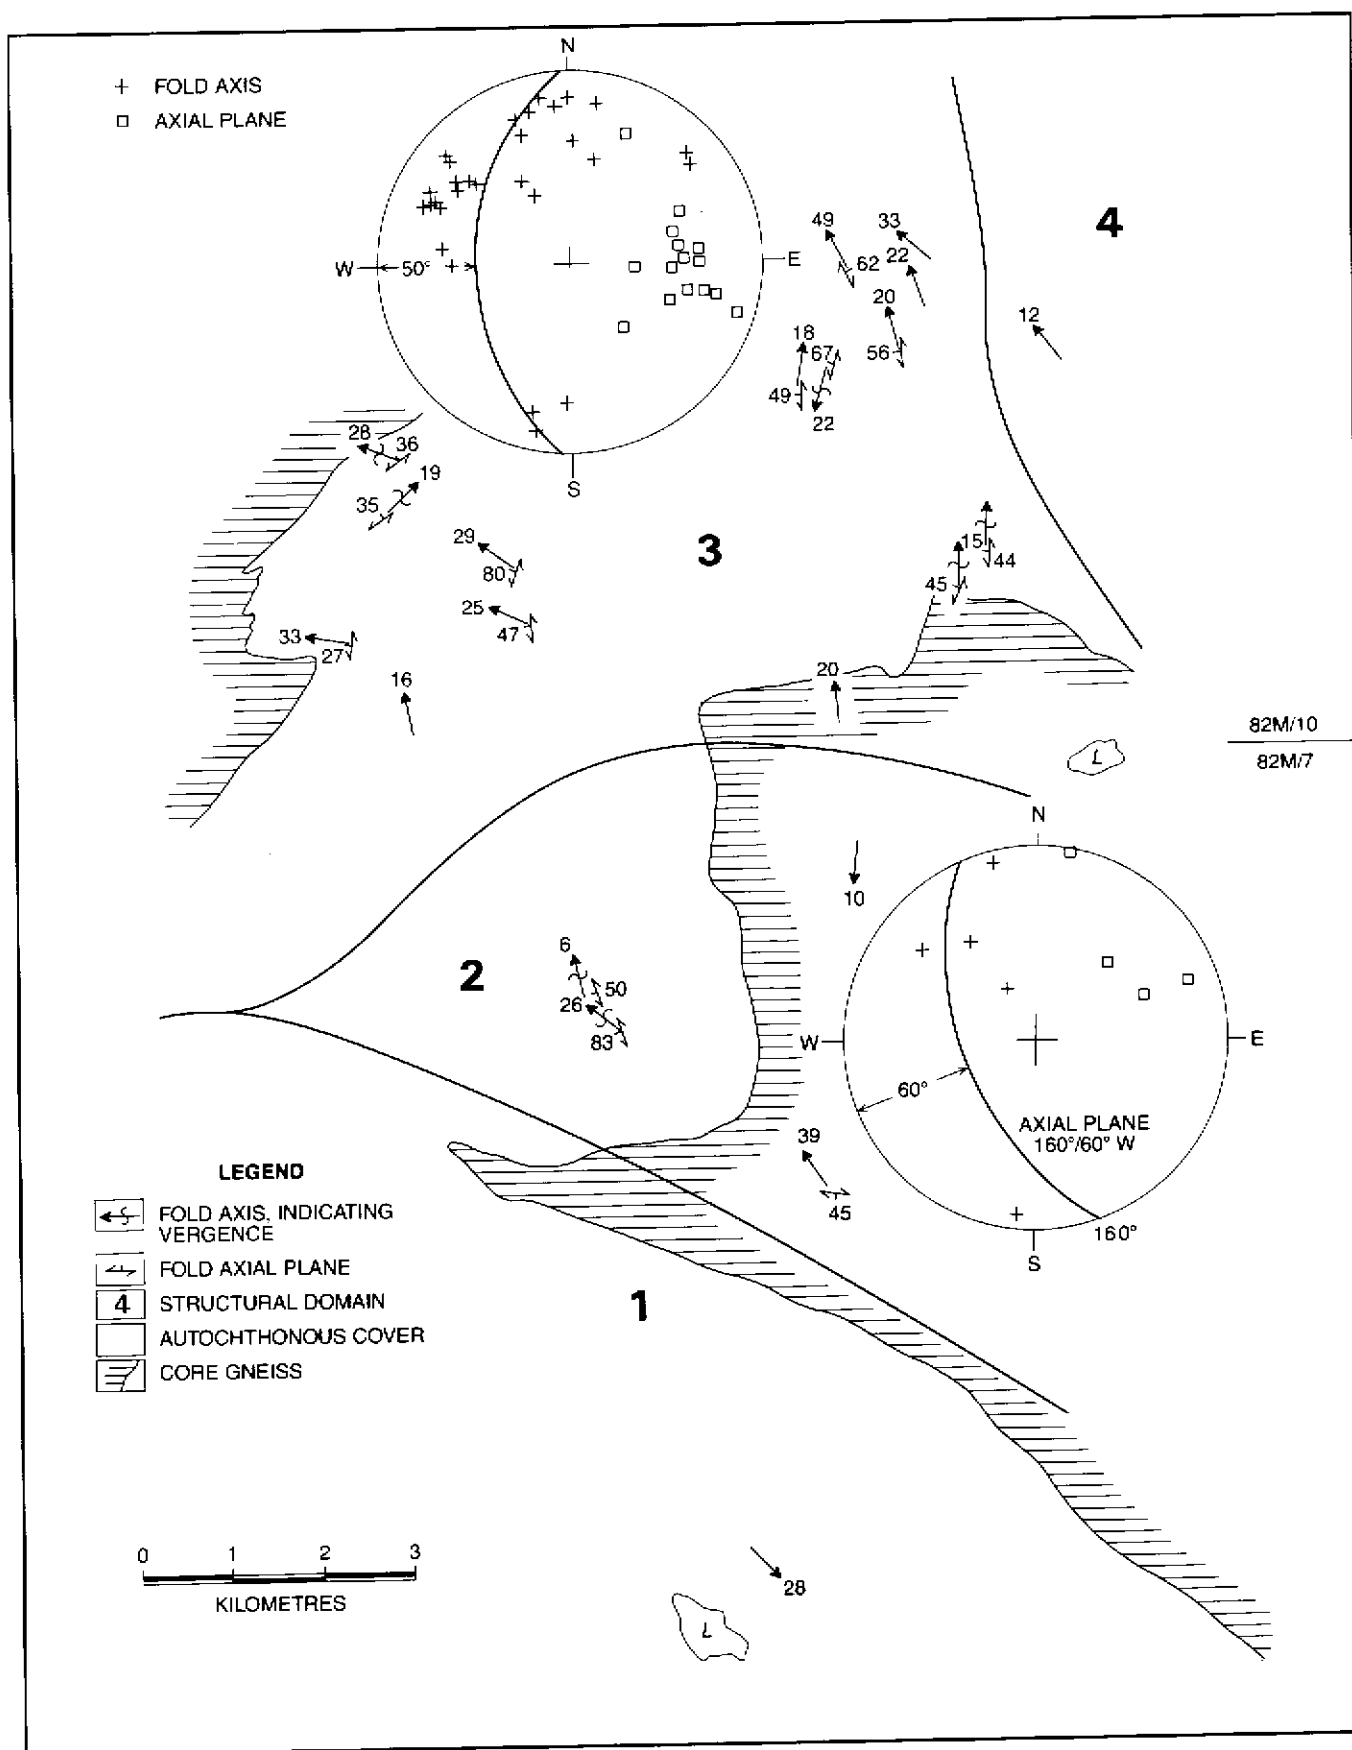 N
+ FOLD AXIS
□ AXIAL PLANE
W
50°
E
S
4
49
33
62
22
20
12
18
67
56
49
22
28
36
19
35
29
80
3
15
44
45
25
47
33
27
16
20
82M/10
82M/7
L
N
10
6
2
50
26
83
W
E
60°
AXIAL PLANE
160°/60° W
39
45
160°
S
LEGEND
FOLD AXIS, INDICATING
VERGENCE
FOLD AXIAL PLANE
4 STRUCTURAL DOMAIN
AUTOCHTHONOUS COVER
CORE GNEISS
1
0 1 2 3
KILOMETRES
28
L